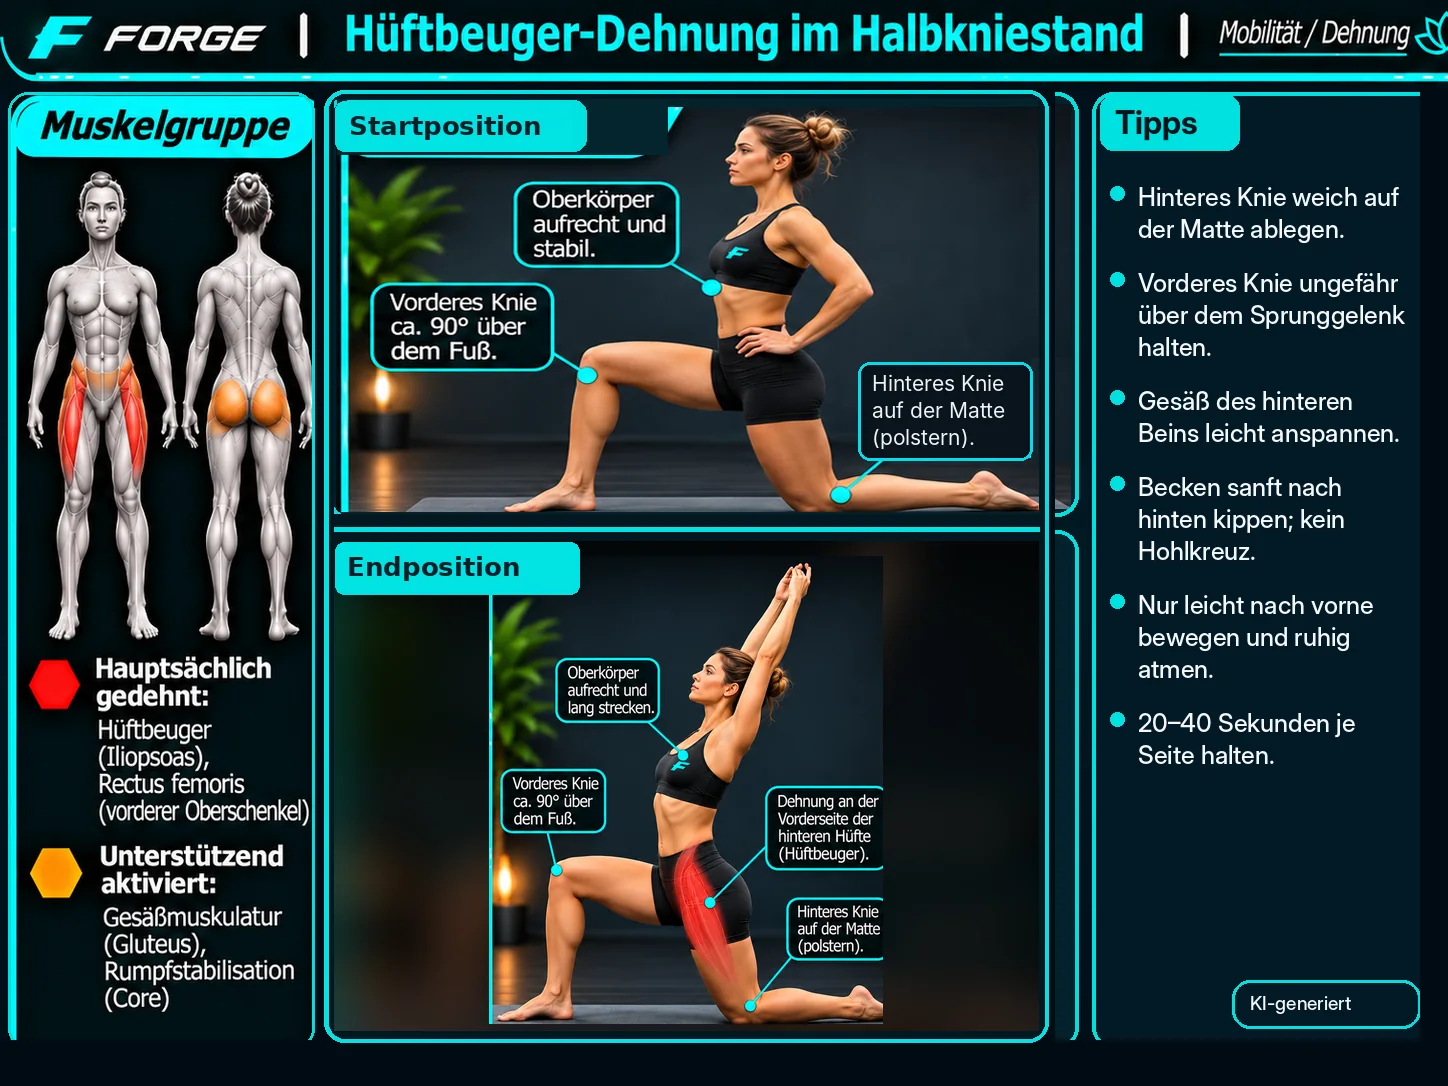 FORGE | Hüftbeuger-Dehnung im Halbkniestand | Mobilität / Dehnung
Muskelgruppe
Hauptsächlich
gedehnt:
Hüftbeuger
(Iliopsoas),
Rectus femoris
(vorderer Oberschenkel)
Unterstützend
aktiviert:
Gesäßmuskulatur
(Gluteus),
Rumpfstabilisation
(Core)
Startposition
Oberkörper
aufrecht und
stabil.
Vorderes Knie
ca. 90° über
dem Fuß.
Hinteres Knie
auf der Matte
(polstern).
Endposition
Oberkörper
aufrecht und
lang strecken.
Vorderes Knie
ca. 90° über
dem Fuß.
Dehnung an der
Vorderseite der
hinteren Hüfte
(Hüftbeuger).
Hinteres Knie
auf der Matte
(polstern).
Tipps
Hinteres Knie weich auf
der Matte ablegen.
Vorderes Knie ungefähr
über dem Sprunggelenk
halten.
Gesäß des hinteren
Beins leicht anspannen.
Becken sanft nach
hinten kippen; kein
Hohlkreuz.
Nur leicht nach vorne
bewegen und ruhig
atmen.
20–40 Sekunden je
Seite halten.
KI-generiert